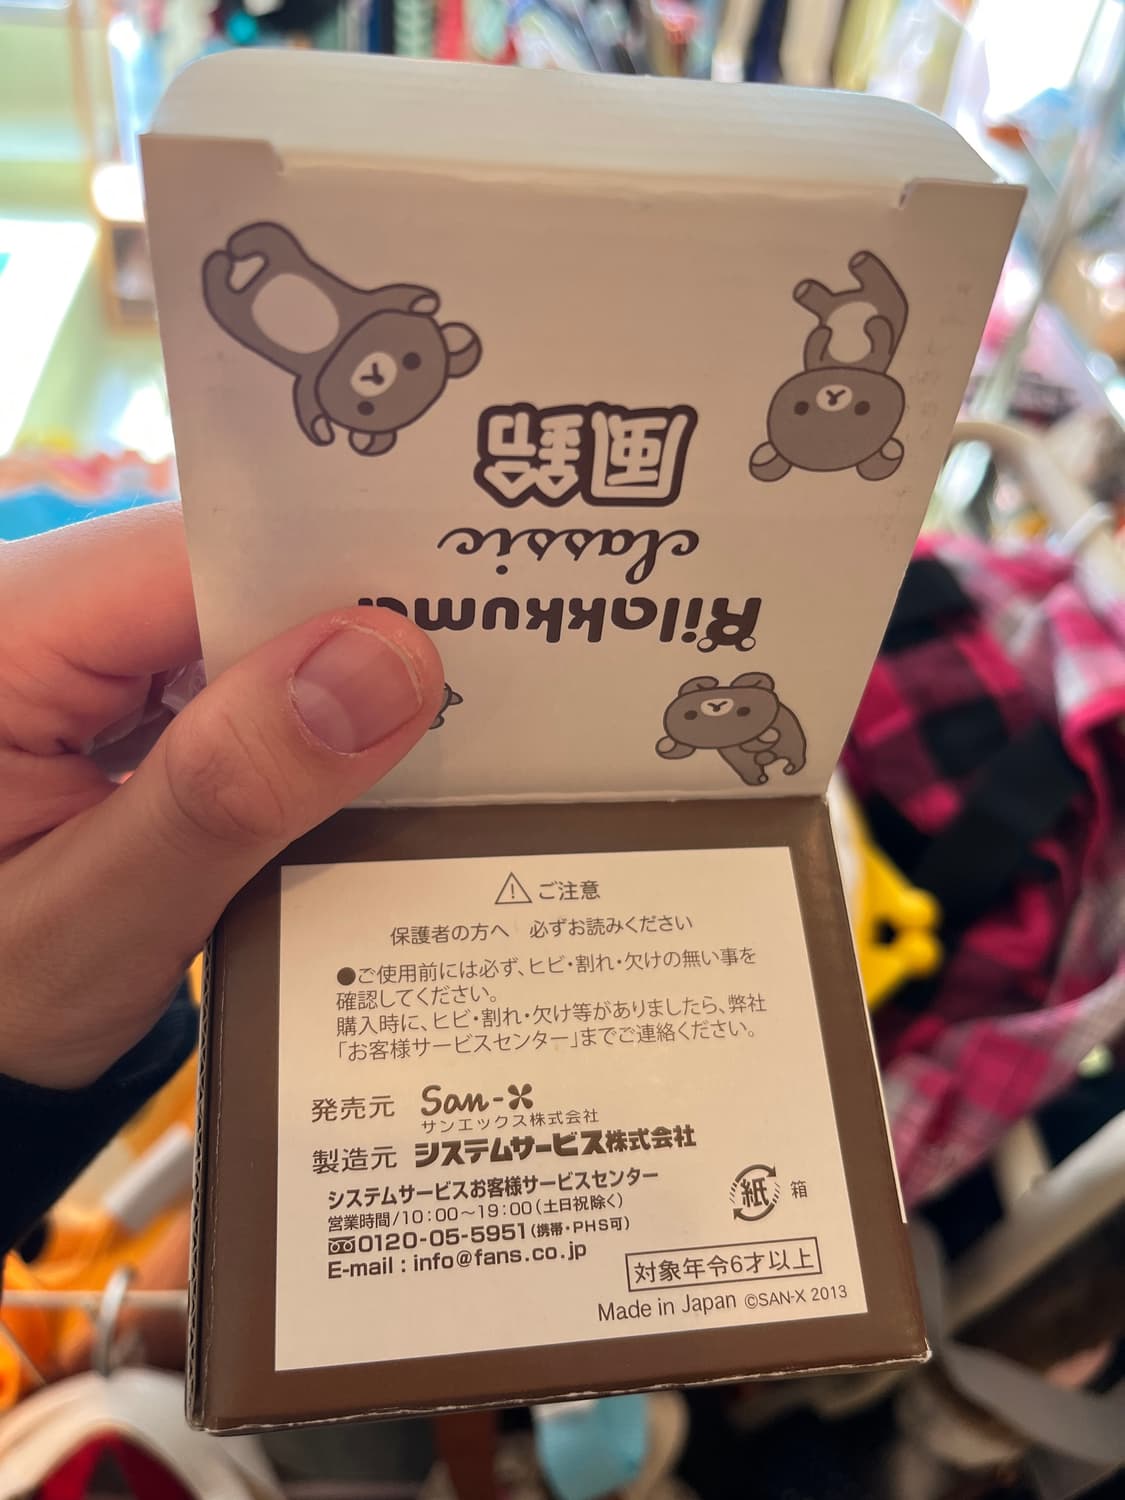 風鈴
classic
Rilakkuma
ご注意
保護者の方へ 必ずお読みください
●ご使用前には必ず、ヒビ・割れ・欠けの無い事を
確認してください。
購入時に、ヒビ・割れ・欠け等がありましたら、弊社
「お客様サービスセンター」までご連絡ください。
発売元 San-X
サンエックス株式会社
製造元 システムサービス株式会社
システムサービスお客様サービスセンター
営業時間/10:00〜19:00(土日祝除く)
0120-05-5951(携帯・PHS可)
E-mail : info@fans.co.jp
紙 箱
対象年令6才以上
Made in Japan ©SAN-X 2013